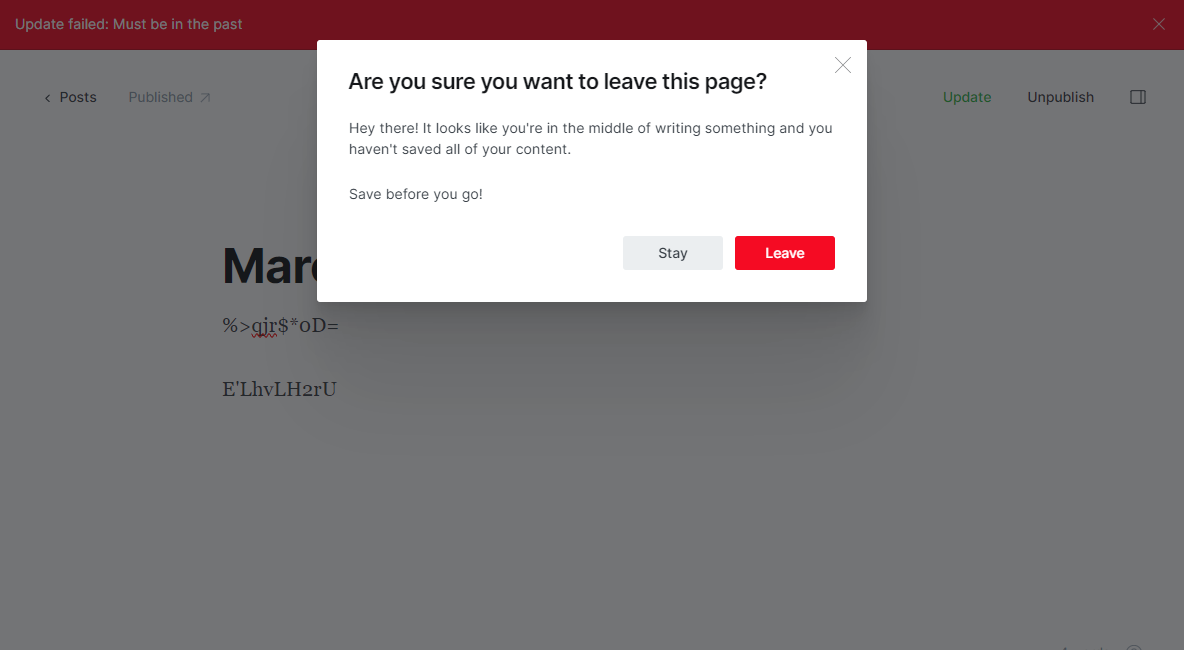 Update failed: Must be in the past
Are you sure you want to leave this page?
Hey there! It looks like you're in the middle of writing something and you
haven't saved all of your content.
Save before you go!
Stay Leave
Posts Published Update Unpublish
%>qjr$*0D=
E'LhvLH2rU